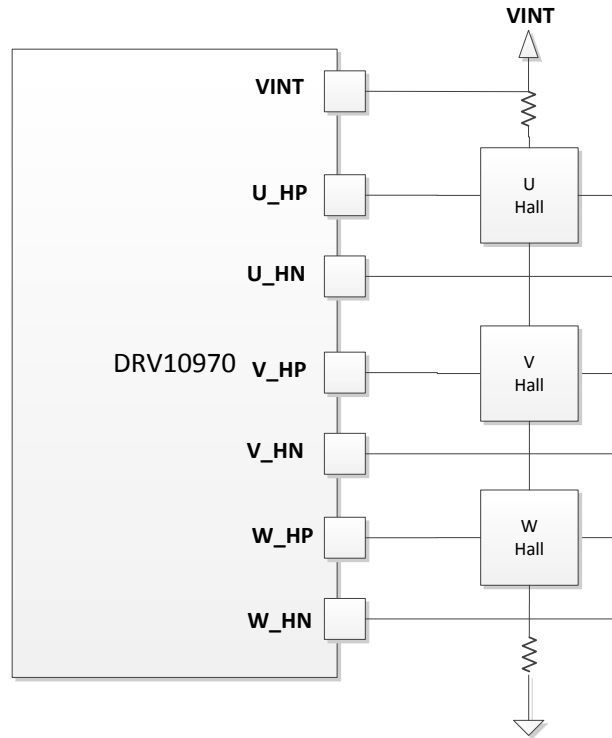 VINT
VINT
U_HP
U
Hall
U_HN
DRV10970
V_HP
V
Hall
V_HN
W_HP
W
Hall
W_HN